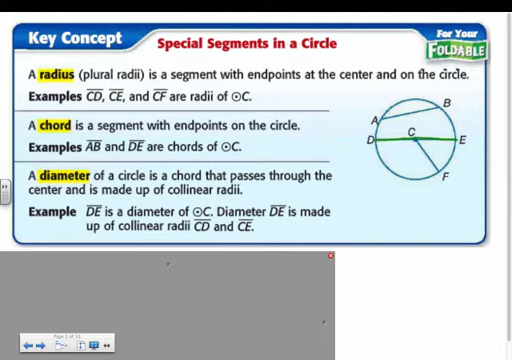 Key Concept
Special Segments in a Circle
For Your
FOLDABLE
A radius (plural radii) is a segment with endpoints at the center and on the circle.
Examples CD, CE, and CF are radii of ⊙C.
A chord is a segment with endpoints on the circle.
Examples AB and DE are chords of ⊙C.
A diameter of a circle is a chord that passes through the
center and is made up of collinear radii.
Example DE is a diameter of ⊙C. Diameter DE is made
up of collinear radii CD and CE.
B
A
C
D
E
F